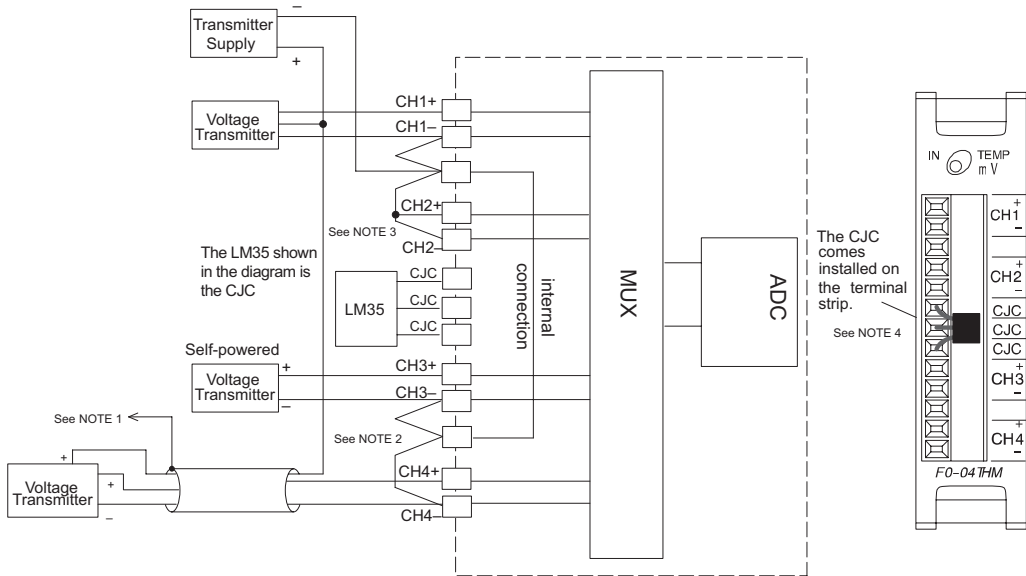 Transmitter
Supply
–
+
Voltage
Transmitter
CH1+
CH1–
CH2+
See NOTE 3
CH2–
The LM35 shown
in the diagram is
the CJC
LM35
CJC
CJC
CJC
internal
connection
MUX
ADC
Self-powered
Voltage
Transmitter
+
–
CH3+
CH3–
See NOTE 1
See NOTE 2
Voltage
Transmitter
+
+
–
CH4+
CH4–
The CJC
comes
installed on
the terminal
strip.
See NOTE 4
IN
TEMP
mV
+
CH1
–
+
CH2
–
CJC
CJC
CJC
+
CH3
–
+
CH4
–
F0-04THM